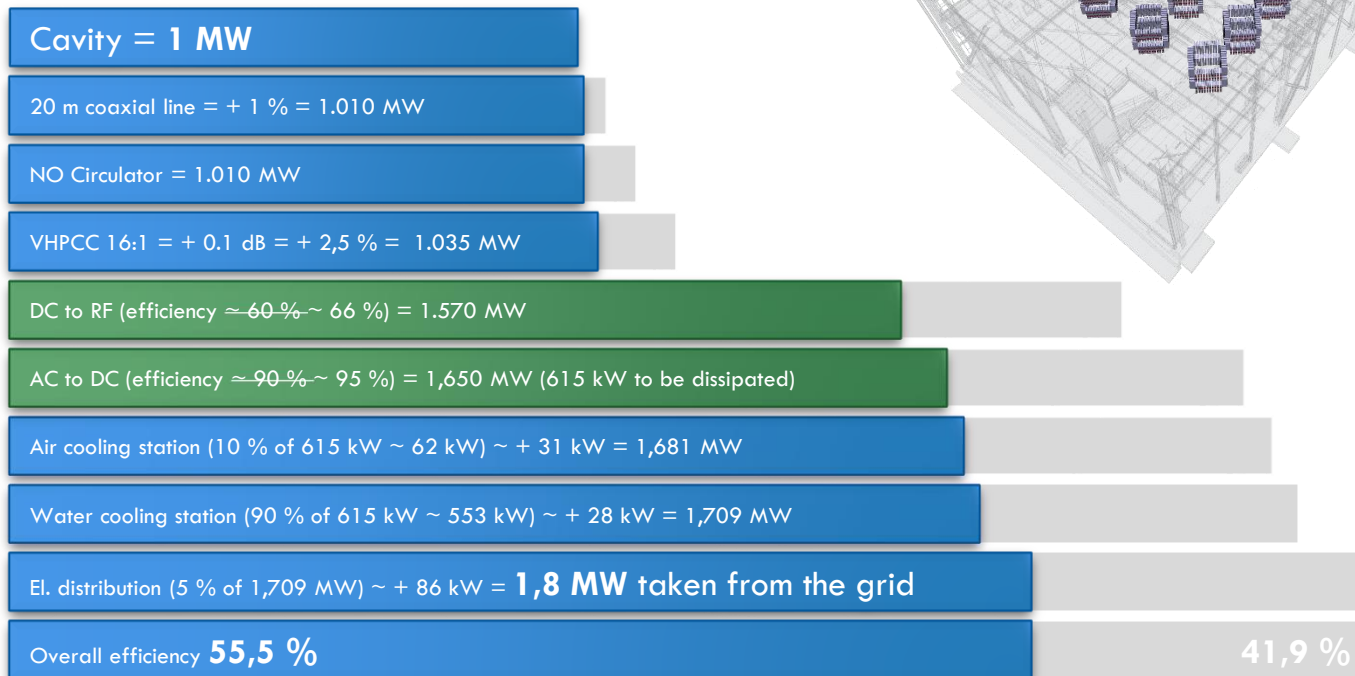 Cavity = 1 MW
20 m coaxial line = + 1 % = 1.010 MW
NO Circulator = 1.010 MW
VHPCC 16:1 = + 0.1 dB = + 2,5 % = 1.035 MW
DC to RF (efficiency ~ 60 % ~ 66 %) = 1.570 MW
AC to DC (efficiency ~ 90 % ~ 95 %) = 1,650 MW (615 kW to be dissipated)
Air cooling station (10 % of 615 kW ~ 62 kW) ~ + 31 kW = 1,681 MW
Water cooling station (90 % of 615 kW ~ 553 kW) ~ + 28 kW = 1,709 MW
El. distribution (5 % of 1,709 MW) ~ + 86 kW = 1,8 MW taken from the grid
Overall efficiency 55,5 % 41,9 %